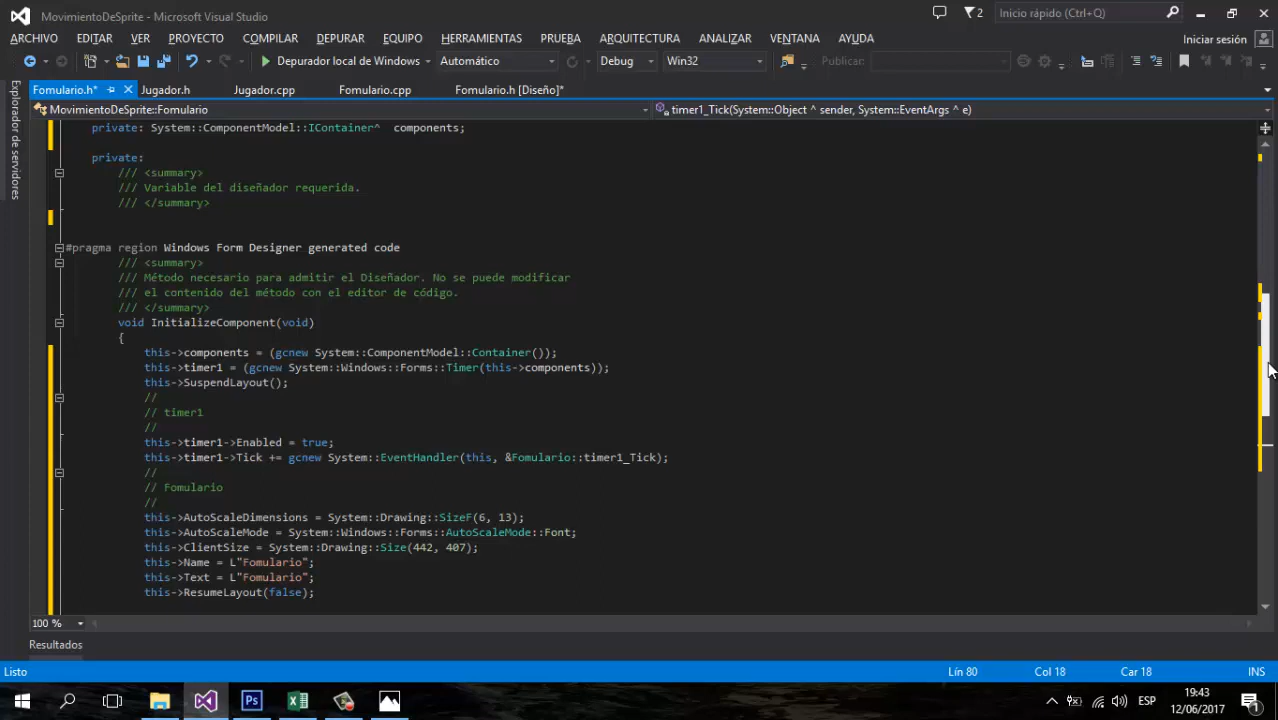 MovimientoDeSprite - Microsoft Visual Studio
2
Inicio rápido (Ctrl+Q)
ARCHIVO EDITAR VER PROYECTO COMPILAR DEPURAR EQUIPO HERRAMIENTAS PRUEBA ARQUITECTURA ANALIZAR VENTANA AYUDA
Iniciar sesión
Depurador local de Windows Automático Debug Win32 Publicar:
Fomulario.h* Jugador.h Jugador.cpp Fomulario.cpp Fomulario.h [Diseño]*
MovimientoDeSprite::Fomulario
timer1_Tick(System::Object ^ sender, System::EventArgs ^ e)
Explorador de servidores
private: System::ComponentModel::IContainer^  components;
private:
/// <summary>
/// Variable del diseñador requerida.
/// </summary>
#pragma region Windows Form Designer generated code
/// <summary>
/// Método necesario para admitir el Diseñador. No se puede modificar
/// el contenido del método con el editor de código.
/// </summary>
void InitializeComponent(void)
{
this->components = (gcnew System::ComponentModel::Container());
this->timer1 = (gcnew System::Windows::Forms::Timer(this->components));
this->SuspendLayout();
//
// timer1
//
this->timer1->Enabled = true;
this->timer1->Tick += gcnew System::EventHandler(this, &Fomulario::timer1_Tick);
//
// Fomulario
//
this->AutoScaleDimensions = System::Drawing::SizeF(6, 13);
this->AutoScaleMode = System::Windows::Forms::AutoScaleMode::Font;
this->ClientSize = System::Drawing::Size(442, 407);
this->Name = L"Fomulario";
this->Text = L"Fomulario";
this->ResumeLayout(false);
100 %
Resultados
Listo
Lín 80
Col 18
Car 18
INS
Ps
ESP
19:43
12/06/2017
1